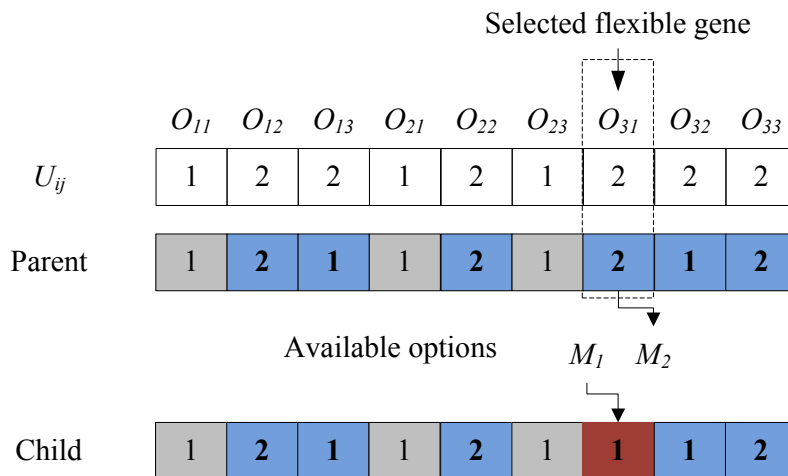 Selected flexible gene
O11 O12 O13 O21 O22 O23 O31 O32 O33
Uij 1 2 2 1 2 1 2 2 2
Parent 1 2 1 1 2 1 2 1 2
Available options M1 M2
Child 1 2 1 1 2 1 1 1 2